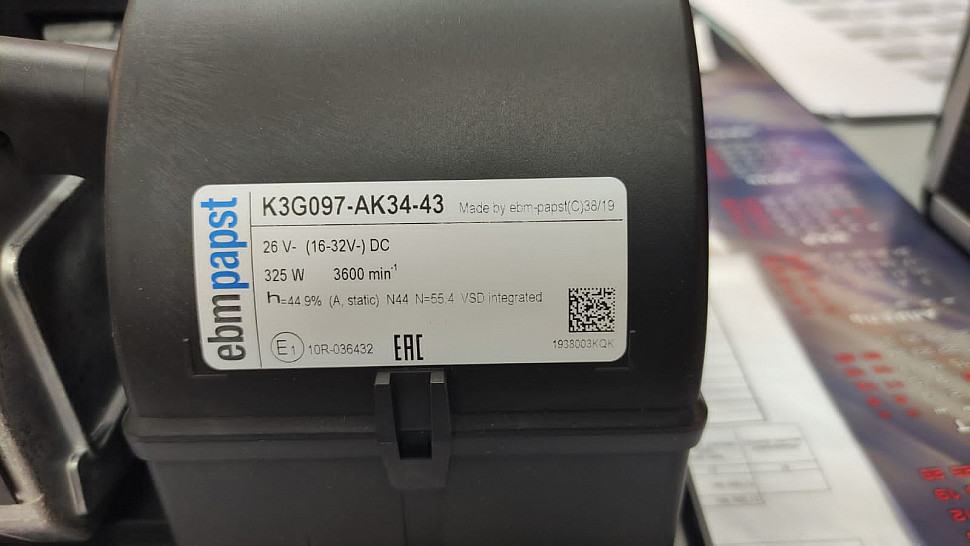 ebmpapst
K3G097-AK34-43 Made by ebm-papst(C)38/19
26 V- (16-32V-) DC
325 W 3600 min-1
h=44.9% (A, static) N44 N=55.4 VSD integrated
E1 10R-036432 EAC
1938003KQK